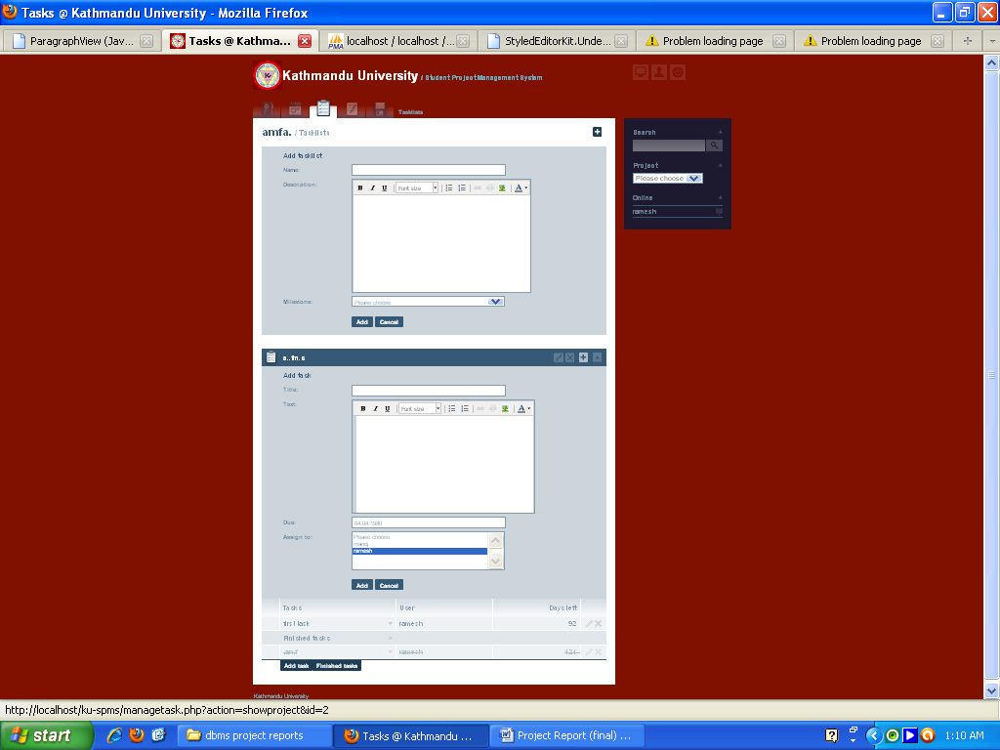 Tasks @ Kathmandu University - Mozilla Firefox
ParagraphView (Jav...
Tasks @ Kathma...
localhost / localhost /...
StyledEditorKit.Unde...
Problem loading page
Problem loading page
Kathmandu University / Student Project Management System
Tasklists
amfa. / Tasklists
Add tasklist
Name:
Description:
B I U Font size A
Milestone:
Please choose
Add Cancel
Add task
Title:
Text:
B I U Font size A
Due:
Assign to:
Please choose
manoj
ramesh
Add Cancel
Tasks User Days left
first task ramesh 92
Finished tasks
ramesh
Add task Finished tasks
Kathmandu University
Search
Project
Please choose
Online
ramesh
http://localhost/ku-spms/managetask.php?action=showproject&id=2
start
dbms project reports
Tasks @ Kathmandu ...
Project Report (final) ...
1:10 AM